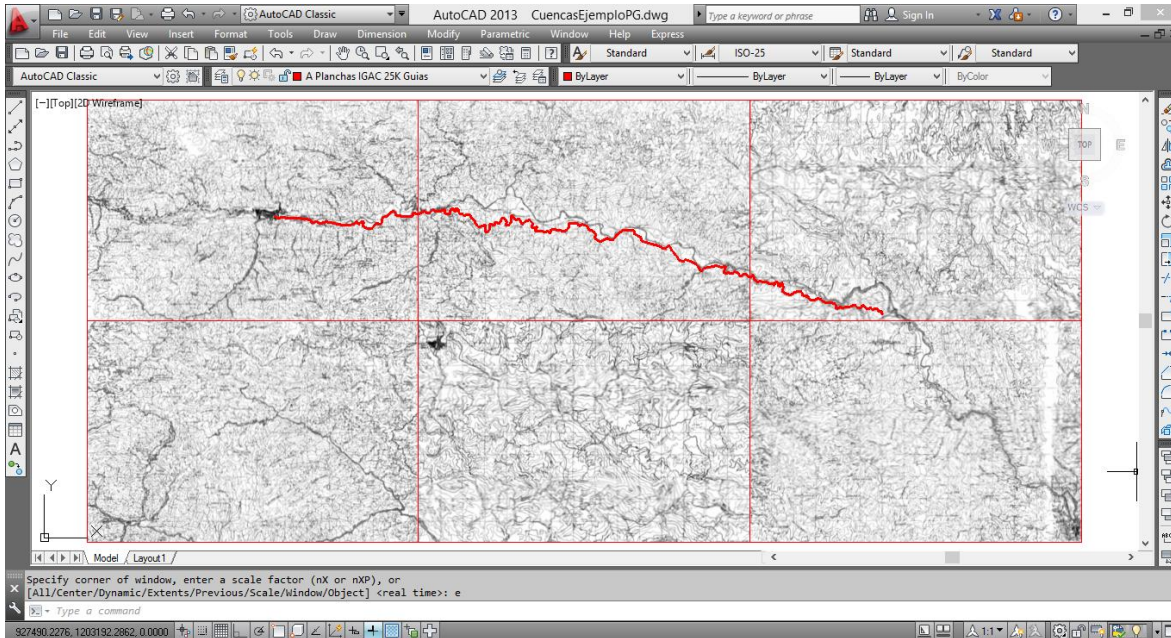 AutoCAD Classic AutoCAD 2013 CuencasEjemploPG.dwg Type a keyword or phrase Sign In
File Edit View Insert Format Tools Draw Dimension Modify Parametric Window Help Express
Standard ISO-25 Standard Standard
AutoCAD Classic A Planchas IGAC 25K Guias ByLayer ByLayer ByLayer ByColor
[−][Top][2D Wireframe]
N
TOP E
S
WCS
Y
X
A
Model Layout1
Specify corner of window, enter a scale factor (nX or nXP), or
[All/Center/Dynamic/Extents/Previous/Scale/Window/Object] <real time>: e
Type a command
927490.2276, 1203192.2862, 0.0000 1:1